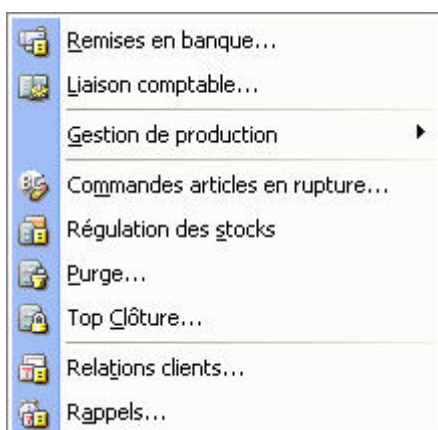 Remises en banque...
Liaison comptable...
Gestion de production
Commandes articles en rupture...
Régulation des stocks
Purge...
Top Clôture...
Relations clients...
Rappels...